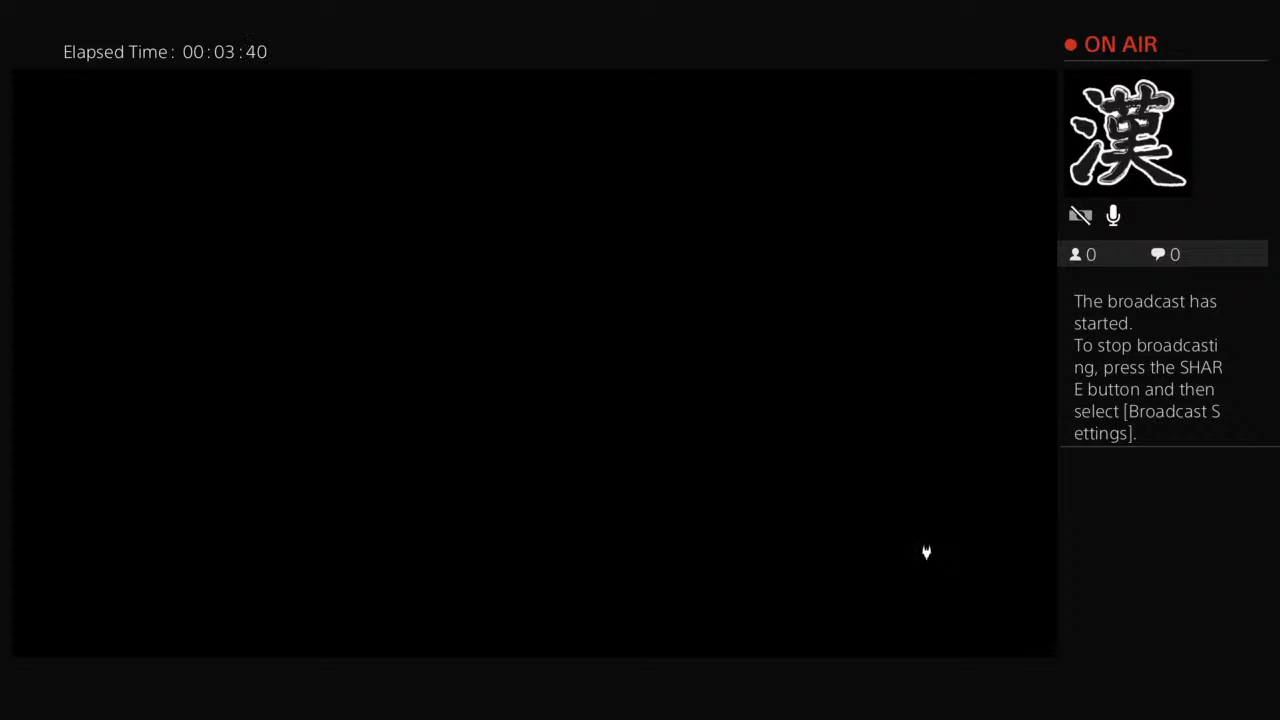 Elapsed Time: 00:03:40
ON AIR
漢
0 0
The broadcast has
started.
To stop broadcasti
ng, press the SHAR
E button and then
select [Broadcast S
ettings].